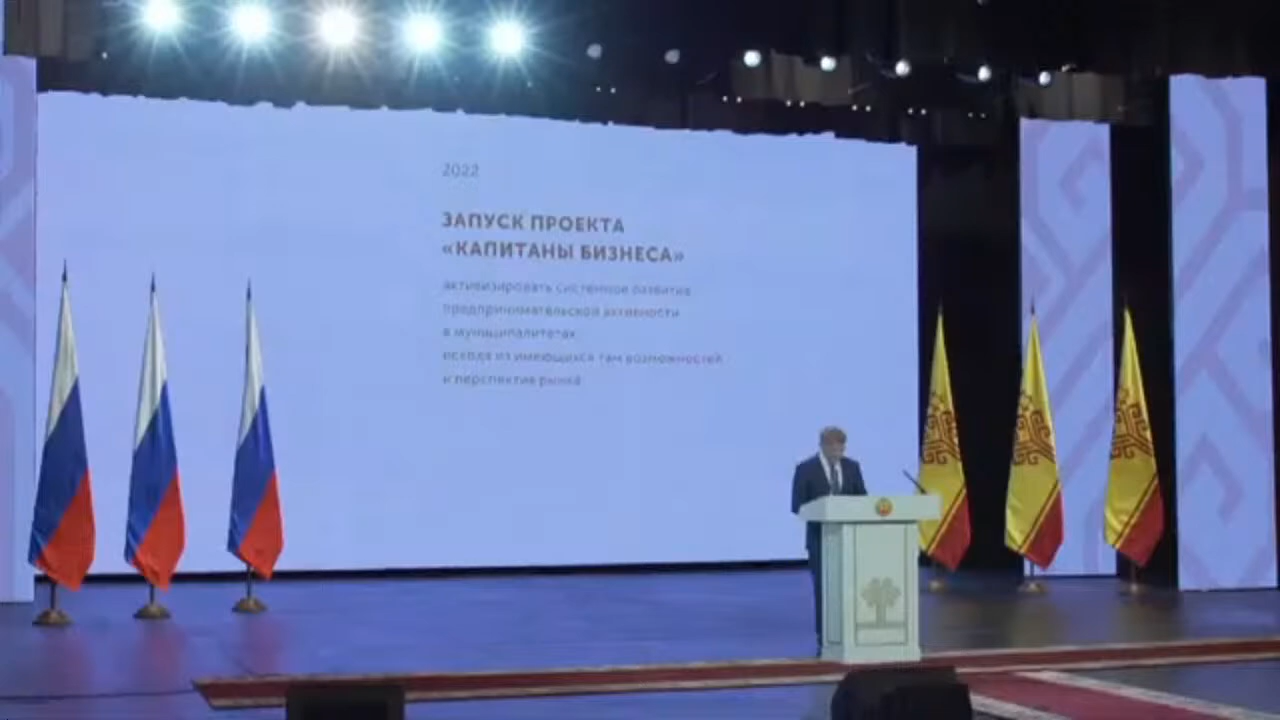 2022
ЗАПУСК ПРОЕКТА
«КАПИТАНЫ БИЗНЕСА»
активизировать системное развитие
предпринимательской активности
в муниципалитетах,
исходя из имеющихся там возможностей
и перспектив рынка